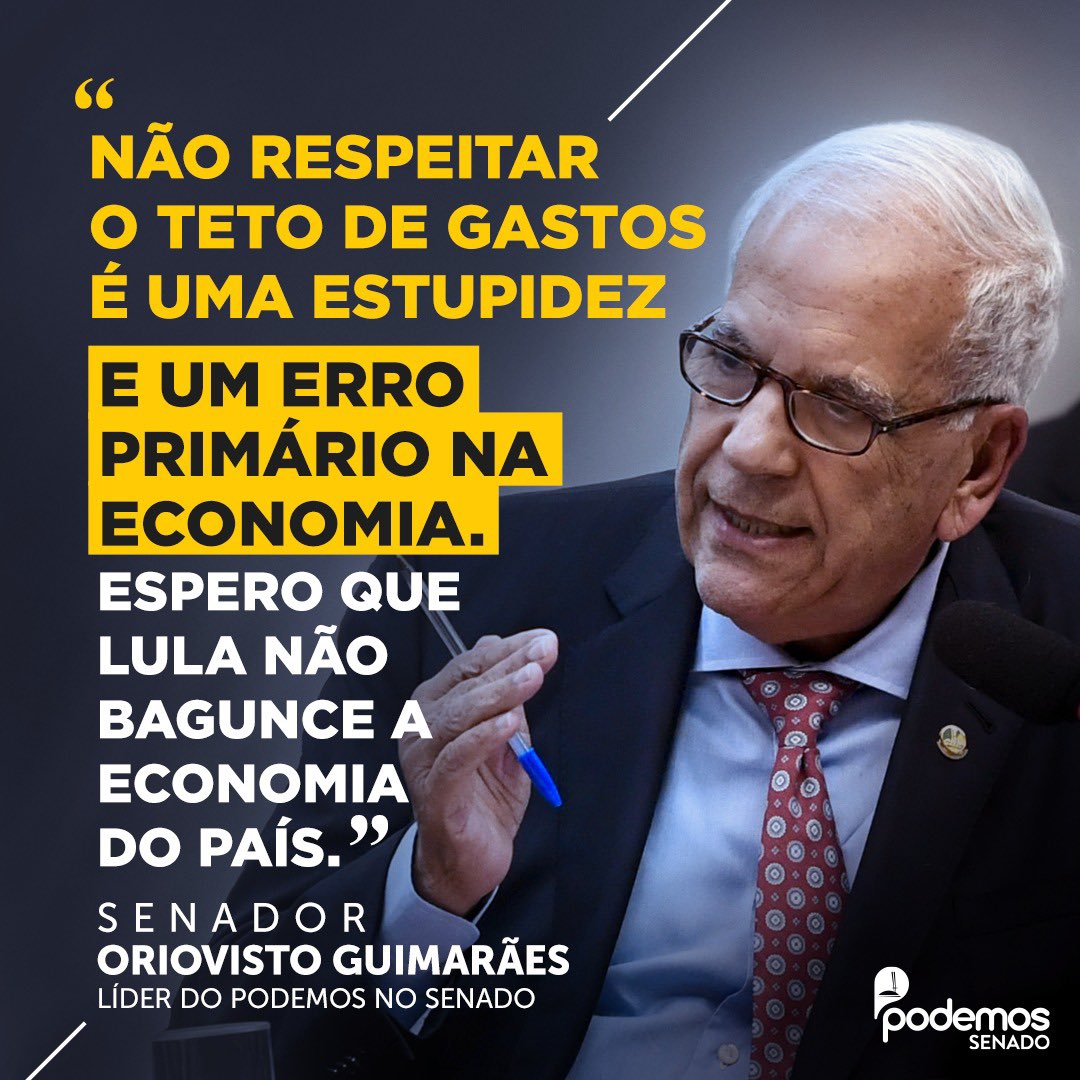 “
NÃO RESPEITAR
O TETO DE GASTOS
É UMA ESTUPIDEZ
E UM ERRO
PRIMÁRIO NA
ECONOMIA.
ESPERO QUE
LULA NÃO
BAGUNCE A
ECONOMIA
DO PAÍS.”
SENADOR
ORIOVISTO GUIMARÃES
LÍDER DO PODEMOS NO SENADO
podemos
SENADO